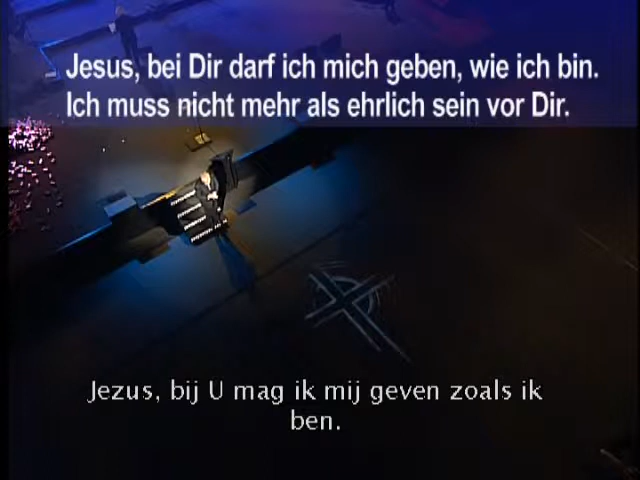 Jesus, bei Dir darf ich mich geben, wie ich bin.
Ich muss nicht mehr als ehrlich sein vor Dir.
Jezus, bij U mag ik mij geven zoals ik
ben.